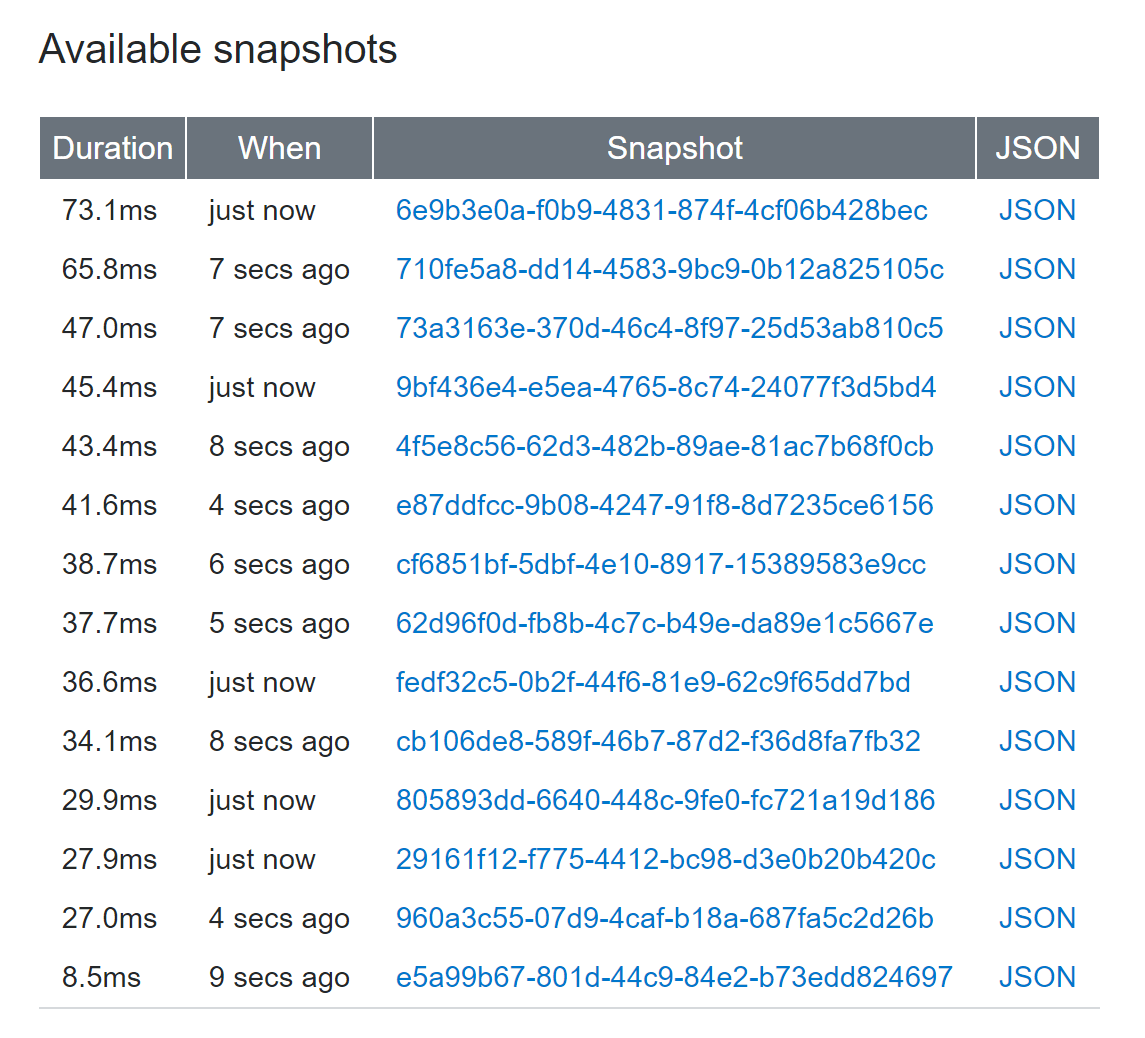 Available snapshots
Duration When Snapshot JSON
73.1ms just now 6e9b3e0a-f0b9-4831-874f-4cf06b428bec JSON
65.8ms 7 secs ago 710fe5a8-dd14-4583-9bc9-0b12a825105c JSON
47.0ms 7 secs ago 73a3163e-370d-46c4-8f97-25d53ab810c5 JSON
45.4ms just now 9bf436e4-e5ea-4765-8c74-24077f3d5bd4 JSON
43.4ms 8 secs ago 4f5e8c56-62d3-482b-89ae-81ac7b68f0cb JSON
41.6ms 4 secs ago e87ddfcc-9b08-4247-91f8-8d7235ce6156 JSON
38.7ms 6 secs ago cf6851bf-5dbf-4e10-8917-15389583e9cc JSON
37.7ms 5 secs ago 62d96f0d-fb8b-4c7c-b49e-da89e1c5667e JSON
36.6ms just now fedf32c5-0b2f-44f6-81e9-62c9f65dd7bd JSON
34.1ms 8 secs ago cb106de8-589f-46b7-87d2-f36d8fa7fb32 JSON
29.9ms just now 805893dd-6640-448c-9fe0-fc721a19d186 JSON
27.9ms just now 29161f12-f775-4412-bc98-d3e0b20b420c JSON
27.0ms 4 secs ago 960a3c55-07d9-4caf-b18a-687fa5c2d26b JSON
8.5ms 9 secs ago e5a99b67-801d-44c9-84e2-b73edd824697 JSON